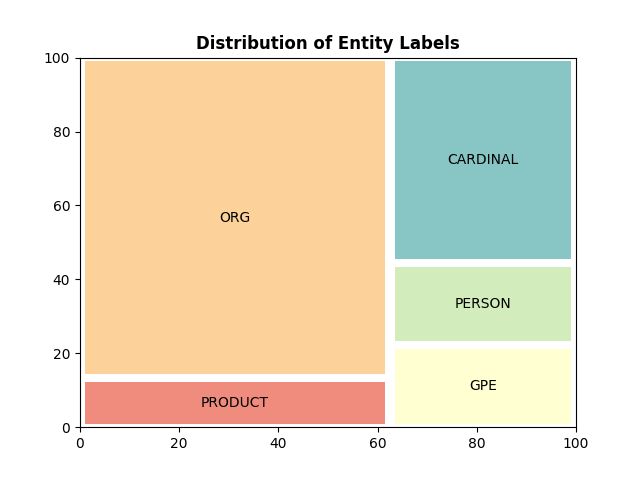 Distribution of Entity Labels
100
80
60
40
20
0
ORG
CARDINAL
PERSON
GPE
PRODUCT
0 20 40 60 80 100